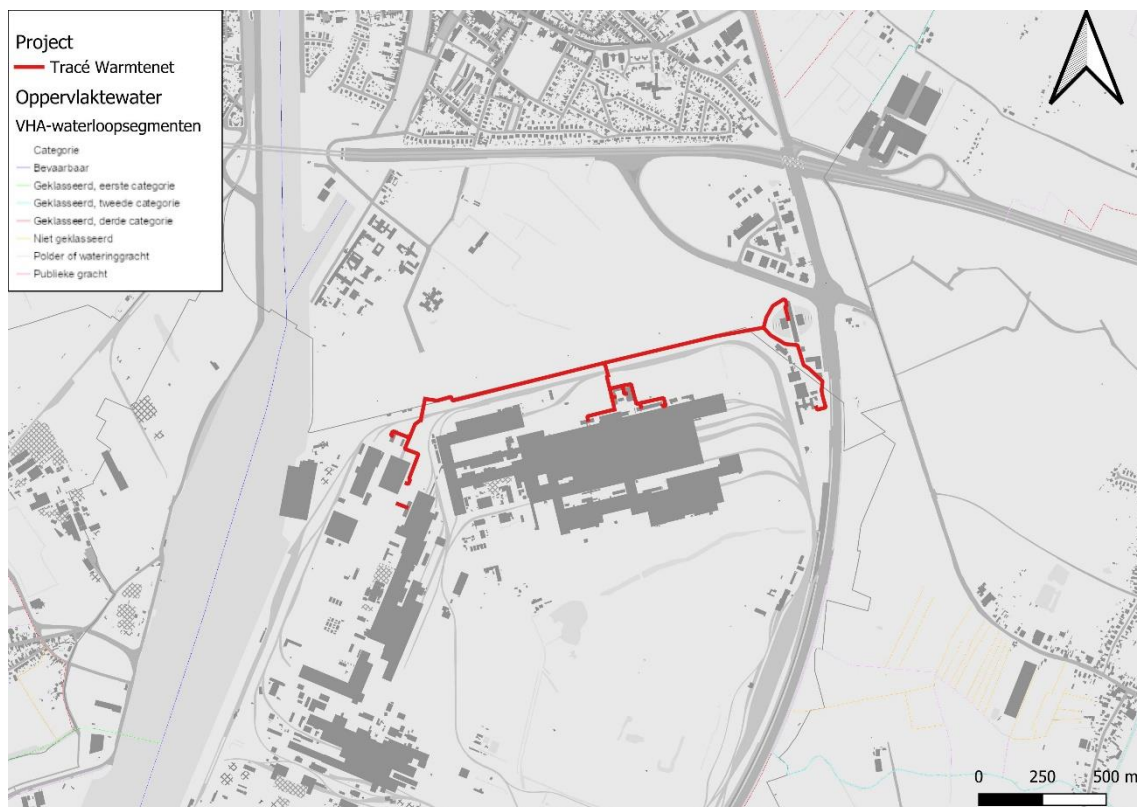 Project
Tracé Warmtenet
Oppervlaktewater
VHA-waterloopsegmenten
Categorie
Bevaarbaar
Geklasseerd, eerste categorie
Geklasseerd, tweede categorie
Geklasseerd, derde categorie
Niet geklasseerd
Polder of wateringgracht
Publieke gracht
0 250 500 m